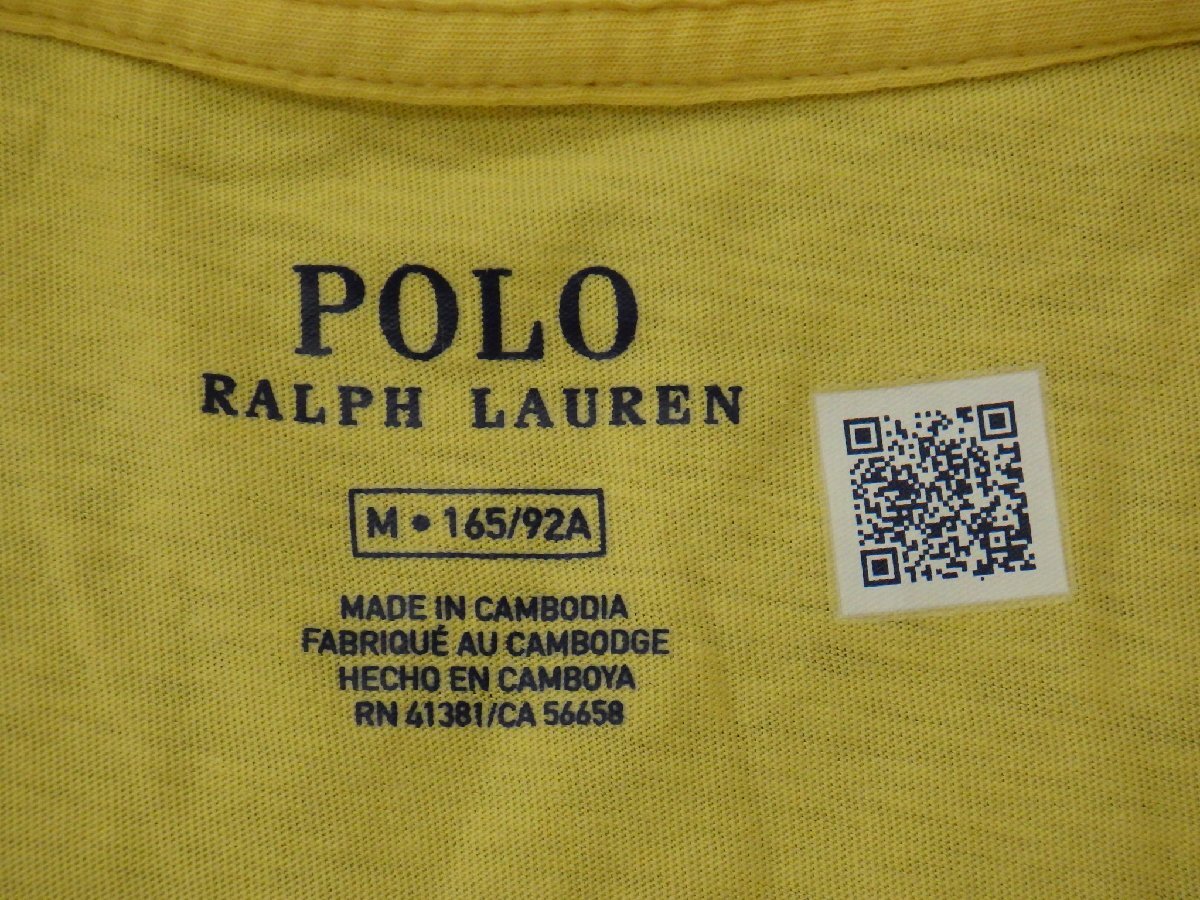 POLO
RALPH LAUREN
M • 165/92A
MADE IN CAMBODIA
FABRIQUÉ AU CAMBODGE
HECHO EN CAMBOYA
RN 41381/CA 56658